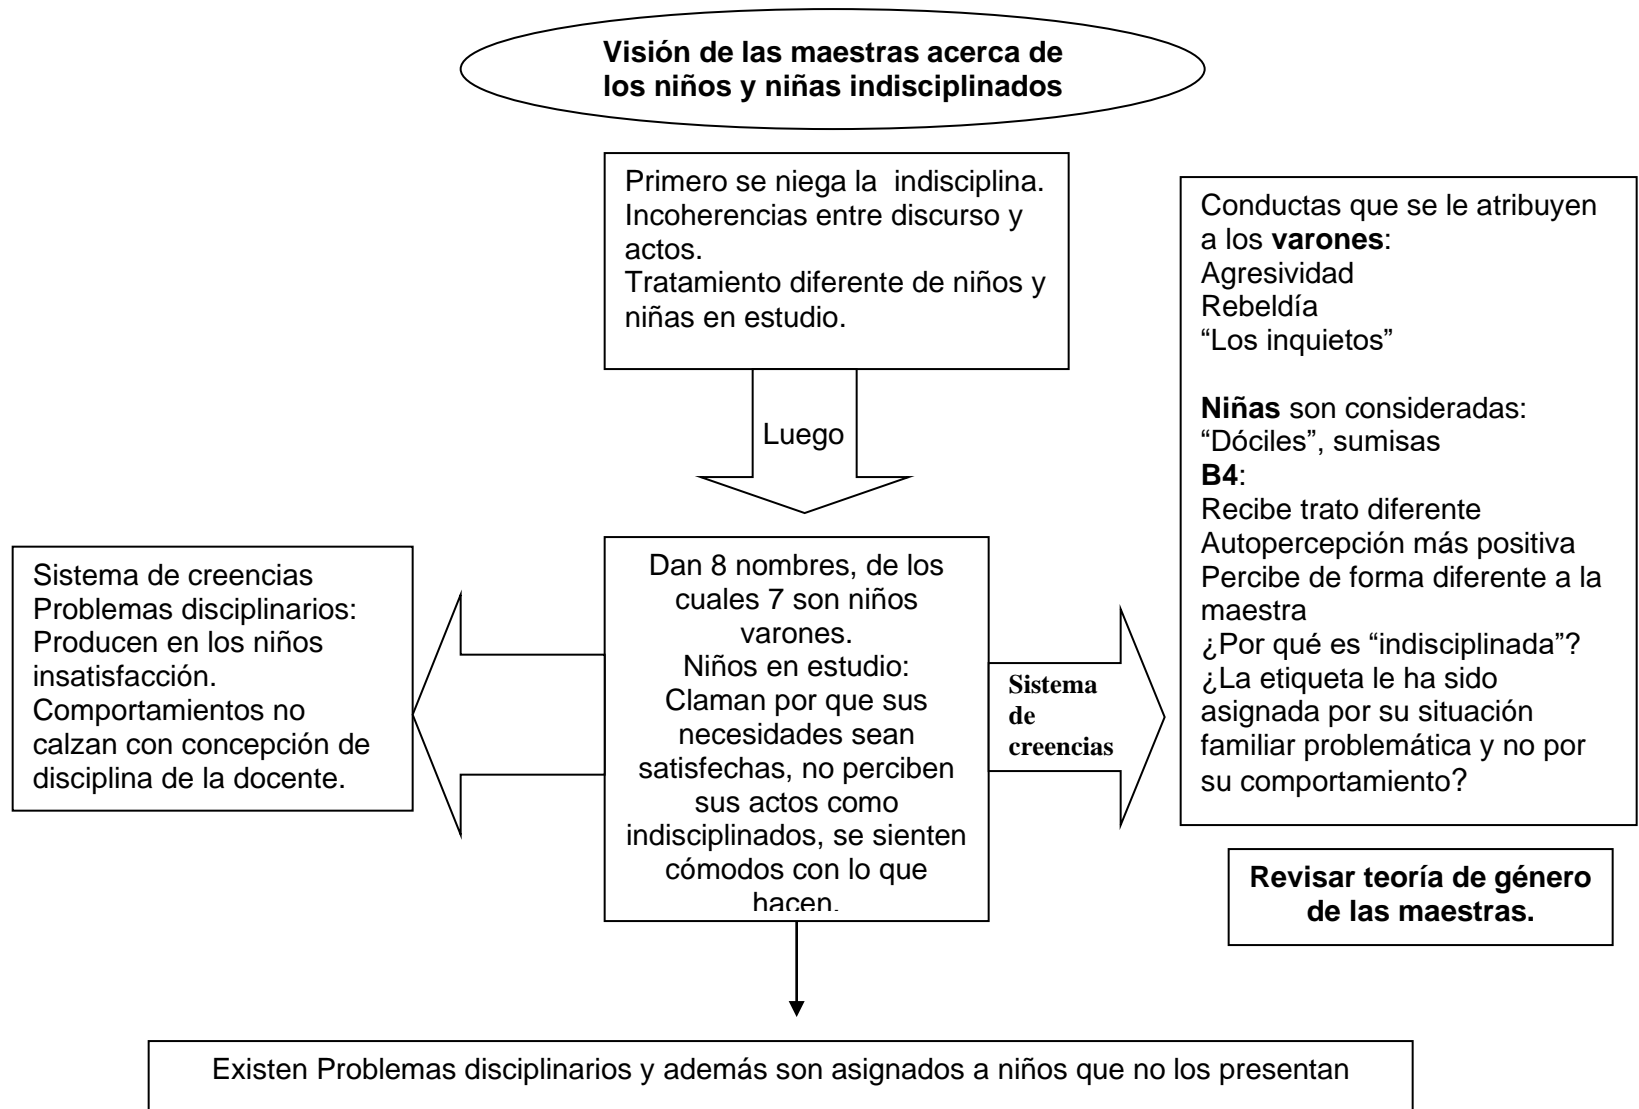 Visión de las maestras acerca de
los niños y niñas indisciplinados
Primero se niega la  indisciplina.
Incoherencias entre discurso y
actos.
Tratamiento diferente de niños y
niñas en estudio.
Luego
Dan 8 nombres, de los
cuales 7 son niños
varones.
Niños en estudio:
Claman por que sus
necesidades sean
satisfechas, no perciben
sus actos como
indisciplinados, se sienten
cómodos con lo que
hacen.
Sistema de creencias
Problemas disciplinarios:
Producen en los niños
insatisfacción.
Comportamientos no
calzan con concepción de
disciplina de la docente.
Sistema
de
creencias
Conductas que se le atribuyen
a los varones:
Agresividad
Rebeldía
“Los inquietos”
Niñas son consideradas:
“Dóciles”, sumisas
B4:
Recibe trato diferente
Autopercepción más positiva
Percibe de forma diferente a la
maestra
¿Por qué es “indisciplinada”?
¿La etiqueta le ha sido
asignada por su situación
familiar problemática y no por
su comportamiento?
Revisar teoría de género
de las maestras.
Existen Problemas disciplinarios y además son asignados a niños que no los presentan